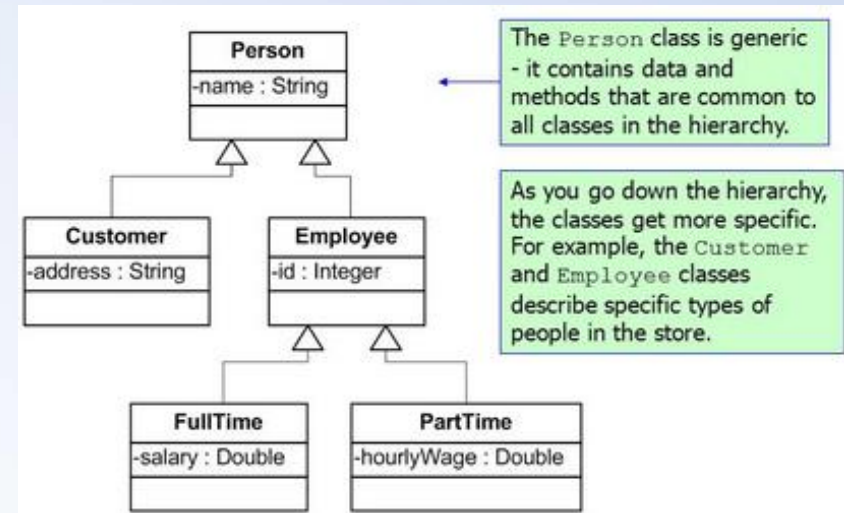 Person
-name : String
The Person class is generic
- it contains data and
methods that are common to
all classes in the hierarchy.
Customer
-address : String
Employee
-id : Integer
As you go down the hierarchy,
the classes get more specific.
For example, the Customer
and Employee classes
describe specific types of
people in the store.
FullTime
-salary : Double
PartTime
-hourlyWage : Double